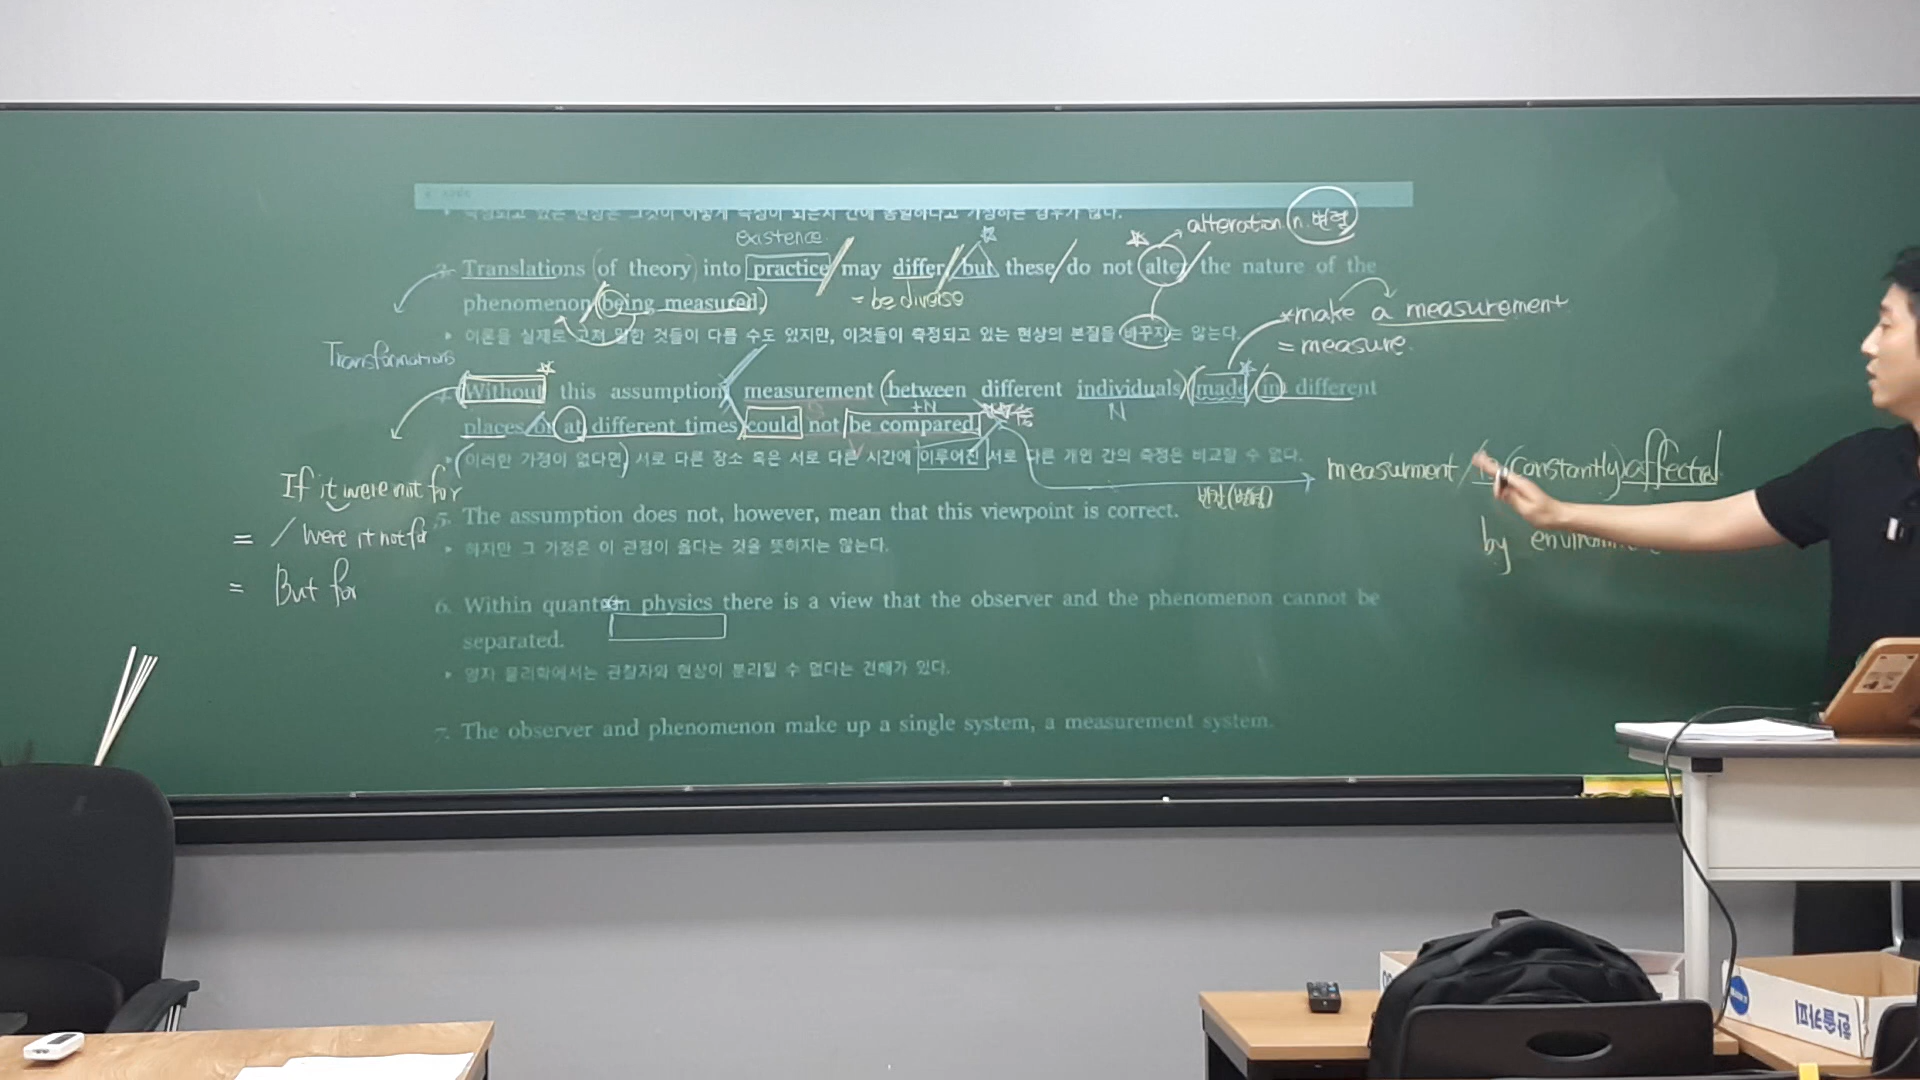 existence
alteration (n. 변형)
3. Translations (of theory) into practice may differ, but these do not alter the nature of the
phenomenon (being measured)
= be diverse
*make a measurement
= measure.
▸ 이론을 실제로 고쳐 말한 것들이 다를 수도 있지만, 이것들이 측정되고 있는 현상의 본질을 바꾸지는 않는다.
Transformations
4. Without this assumption, measurement (between different individuals) (made in different
+N
N
places or at different times) could not be compared.
▸ (이러한 가정이 없다면) 서로 다른 장소 혹은 서로 다른 시간에 이루어진 서로 다른 개인 간의 측정은 비교할 수 없다.
measurment / is (constantly) affected
by
If it were not for
= / were it not for
= But for
5. The assumption does not, however, mean that this viewpoint is correct.
▸ 하지만 그 가정은 이 관점이 옳다는 것을 뜻하지는 않는다.
6. Within quantum physics there is a view that the observer and the phenomenon cannot be
separated.
▸ 양자 물리학에서는 관찰자와 현상이 분리될 수 없다는 견해가 있다.
7. The observer and phenomenon make up a single system, a measurement system.
한솔카피